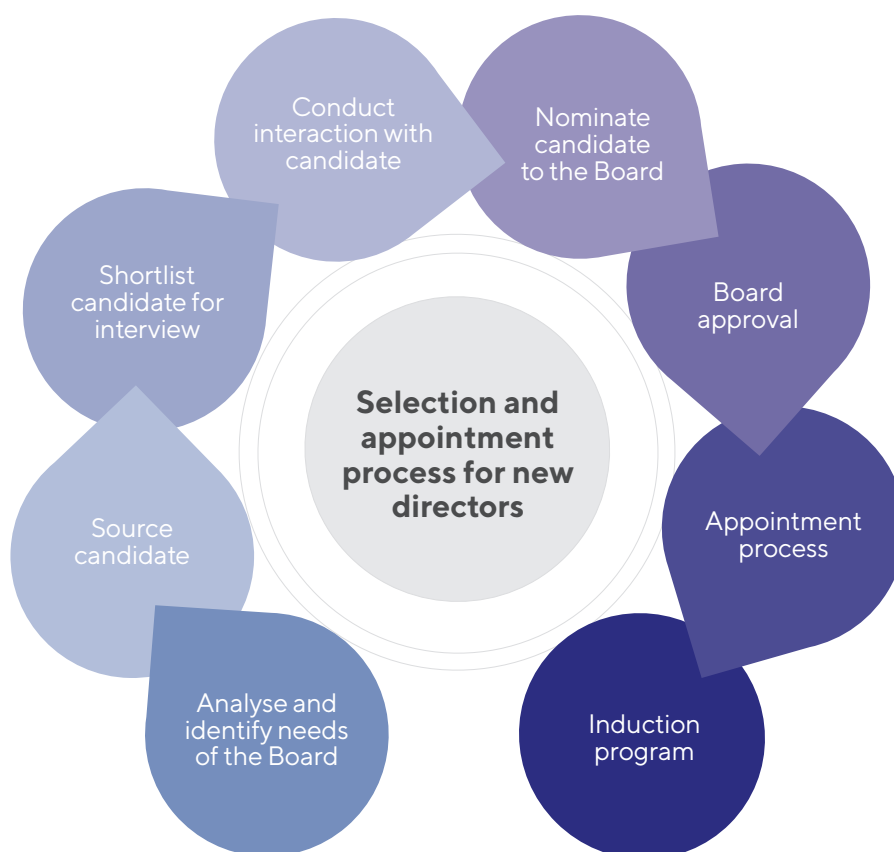 Selection and
appointment
process for new
directors
Analyse and
identify needs
of the Board
Source
candidate
Shortlist
candidate for
interview
Conduct
interaction with
candidate
Nominate
candidate
to the Board
Board
approval
Appointment
process
Induction
program